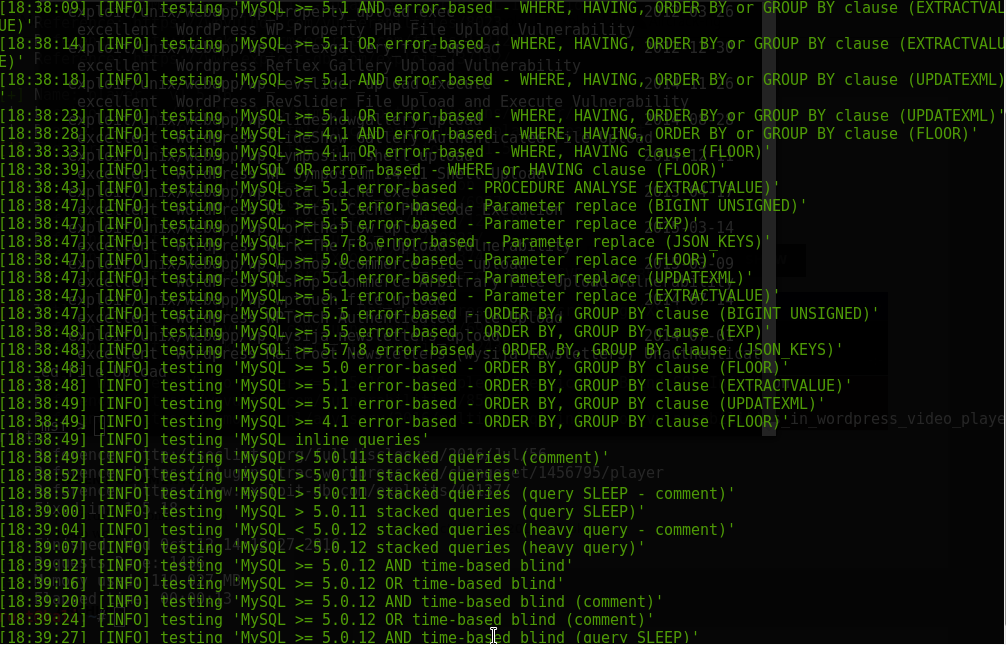 [18:38:09] [INFO] testing 'MySQL >= 5.1 AND error-based - WHERE, HAVING, ORDER BY or GROUP BY clause (EXTRACTVAL
UE)'
[18:38:14] [INFO] testing 'MySQL >= 5.1 OR error-based - WHERE, HAVING, ORDER BY or GROUP BY clause (EXTRACTVALU
E)'
[18:38:18] [INFO] testing 'MySQL >= 5.1 AND error-based - WHERE, HAVING, ORDER BY or GROUP BY clause (UPDATEXML)
'
[18:38:23] [INFO] testing 'MySQL >= 5.1 OR error-based - WHERE, HAVING, ORDER BY or GROUP BY clause (UPDATEXML)'
[18:38:28] [INFO] testing 'MySQL >= 4.1 AND error-based - WHERE, HAVING, ORDER BY or GROUP BY clause (FLOOR)'
[18:38:33] [INFO] testing 'MySQL >= 4.1 OR error-based - WHERE, HAVING clause (FLOOR)'
[18:38:39] [INFO] testing 'MySQL OR error-based - WHERE or HAVING clause (FLOOR)'
[18:38:43] [INFO] testing 'MySQL >= 5.1 error-based - PROCEDURE ANALYSE (EXTRACTVALUE)'
[18:38:47] [INFO] testing 'MySQL >= 5.5 error-based - Parameter replace (BIGINT UNSIGNED)'
[18:38:47] [INFO] testing 'MySQL >= 5.5 error-based - Parameter replace (EXP)'
[18:38:47] [INFO] testing 'MySQL >= 5.7.8 error-based - Parameter replace (JSON_KEYS)'
[18:38:47] [INFO] testing 'MySQL >= 5.0 error-based - Parameter replace (FLOOR)'
[18:38:47] [INFO] testing 'MySQL >= 5.1 error-based - Parameter replace (UPDATEXML)'
[18:38:47] [INFO] testing 'MySQL >= 5.1 error-based - Parameter replace (EXTRACTVALUE)'
[18:38:47] [INFO] testing 'MySQL >= 5.5 error-based - ORDER BY, GROUP BY clause (BIGINT UNSIGNED)'
[18:38:48] [INFO] testing 'MySQL >= 5.5 error-based - ORDER BY, GROUP BY clause (EXP)'
[18:38:48] [INFO] testing 'MySQL >= 5.7.8 error-based - ORDER BY, GROUP BY clause (JSON_KEYS)'
[18:38:48] [INFO] testing 'MySQL >= 5.0 error-based - ORDER BY, GROUP BY clause (FLOOR)'
[18:38:48] [INFO] testing 'MySQL >= 5.1 error-based - ORDER BY, GROUP BY clause (EXTRACTVALUE)'
[18:38:49] [INFO] testing 'MySQL >= 5.1 error-based - ORDER BY, GROUP BY clause (UPDATEXML)'
[18:38:49] [INFO] testing 'MySQL >= 4.1 error-based - ORDER BY, GROUP BY clause (FLOOR)'
[18:38:49] [INFO] testing 'MySQL inline queries'
[18:38:49] [INFO] testing 'MySQL > 5.0.11 stacked queries (comment)'
[18:38:52] [INFO] testing 'MySQL > 5.0.11 stacked queries'
[18:38:57] [INFO] testing 'MySQL > 5.0.11 stacked queries (query SLEEP - comment)'
[18:39:00] [INFO] testing 'MySQL > 5.0.11 stacked queries (query SLEEP)'
[18:39:04] [INFO] testing 'MySQL < 5.0.12 stacked queries (heavy query - comment)'
[18:39:07] [INFO] testing 'MySQL < 5.0.12 stacked queries (heavy query)'
[18:39:12] [INFO] testing 'MySQL >= 5.0.12 AND time-based blind'
[18:39:16] [INFO] testing 'MySQL >= 5.0.12 OR time-based blind'
[18:39:20] [INFO] testing 'MySQL >= 5.0.12 AND time-based blind (comment)'
[18:39:24] [INFO] testing 'MySQL >= 5.0.12 OR time-based blind (comment)'
[18:39:27] [INFO] testing 'MySQL >= 5.0.12 AND time-based blind (query SLEEP)'